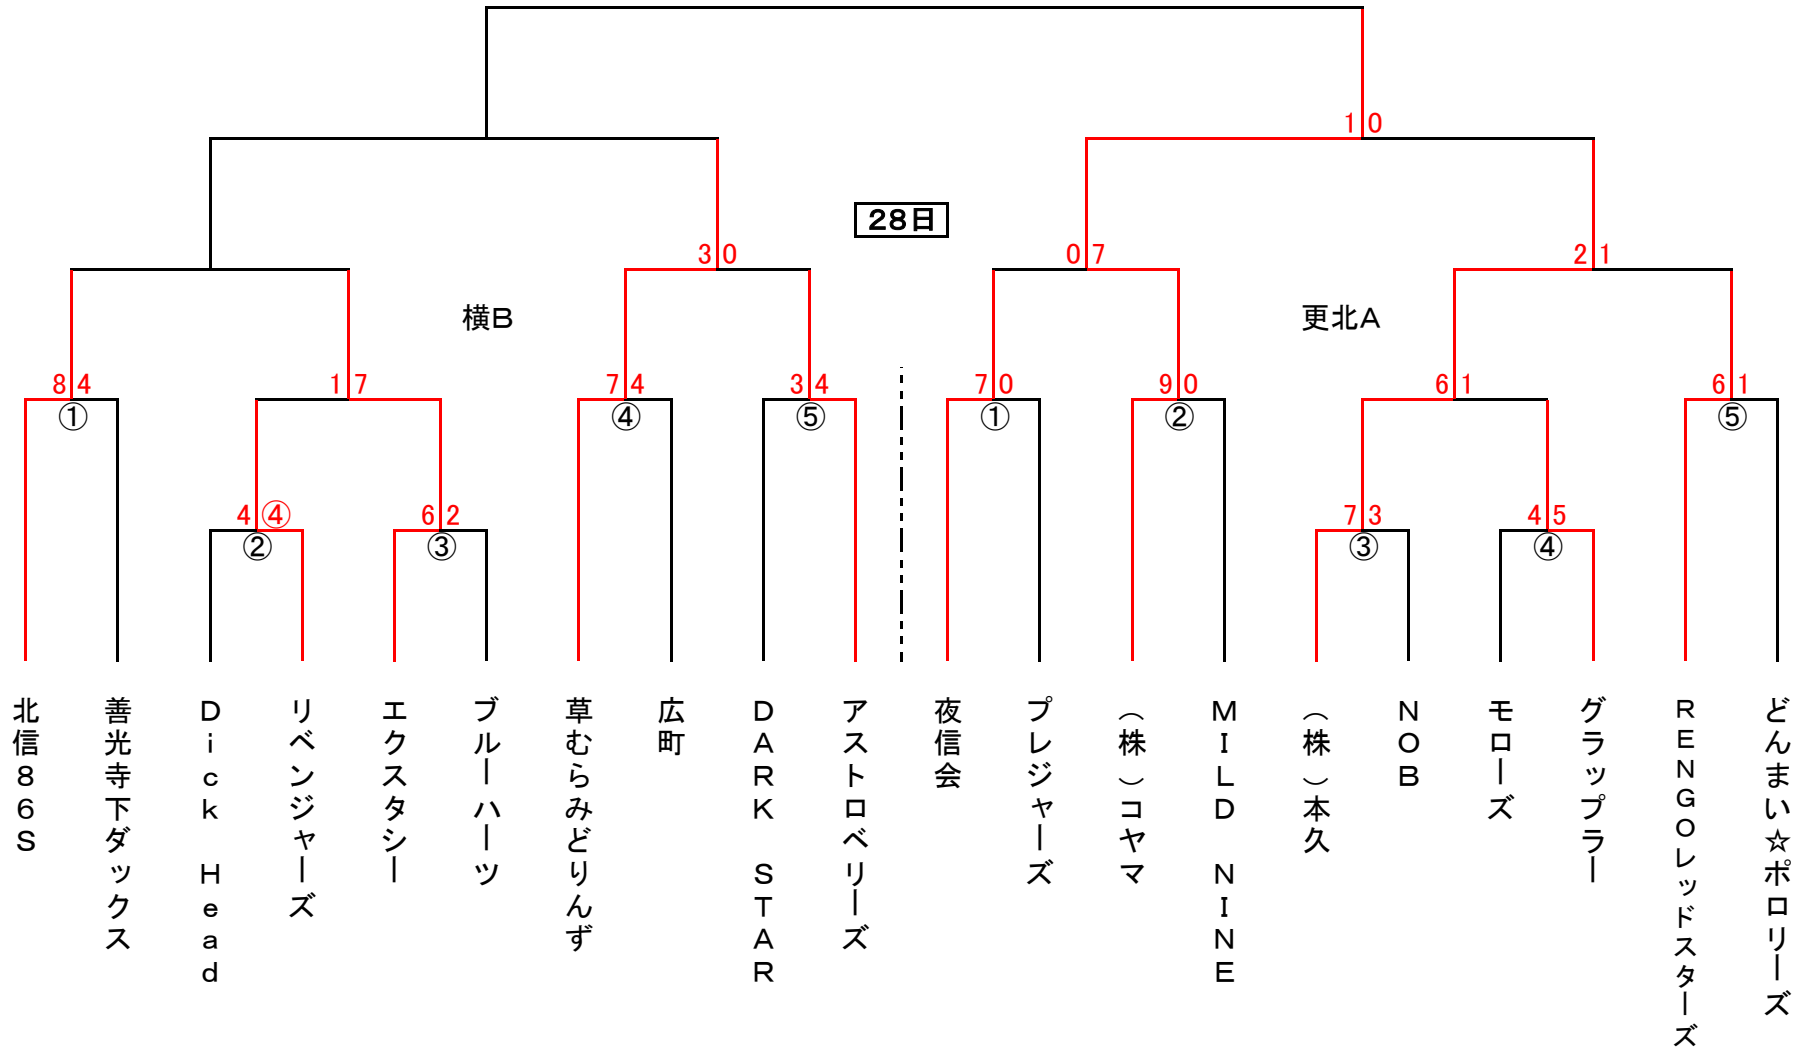 1 0
28日
3 0
0 7
2 1
横B
更北A
8 4
1 7
7 4
3 4
7 0
9 0
6 1
6 1
①
④
⑤
①
②
⑤
4 ④
6 2
7 3
4 5
②
③
③
④
北信86S
善光寺下ダックス
Dick Head
リベンジャーズ
エクスタシー
ブルーハーツ
草むらみどりんず
広町
DARK STAR
アストロベリーズ
夜信会
プレジャーズ
(株)コヤマ
MILD NINE
(株)本久
NOB
モローズ
グラップラー
RENGOレッドスターズ
どんまい☆ポロリーズ